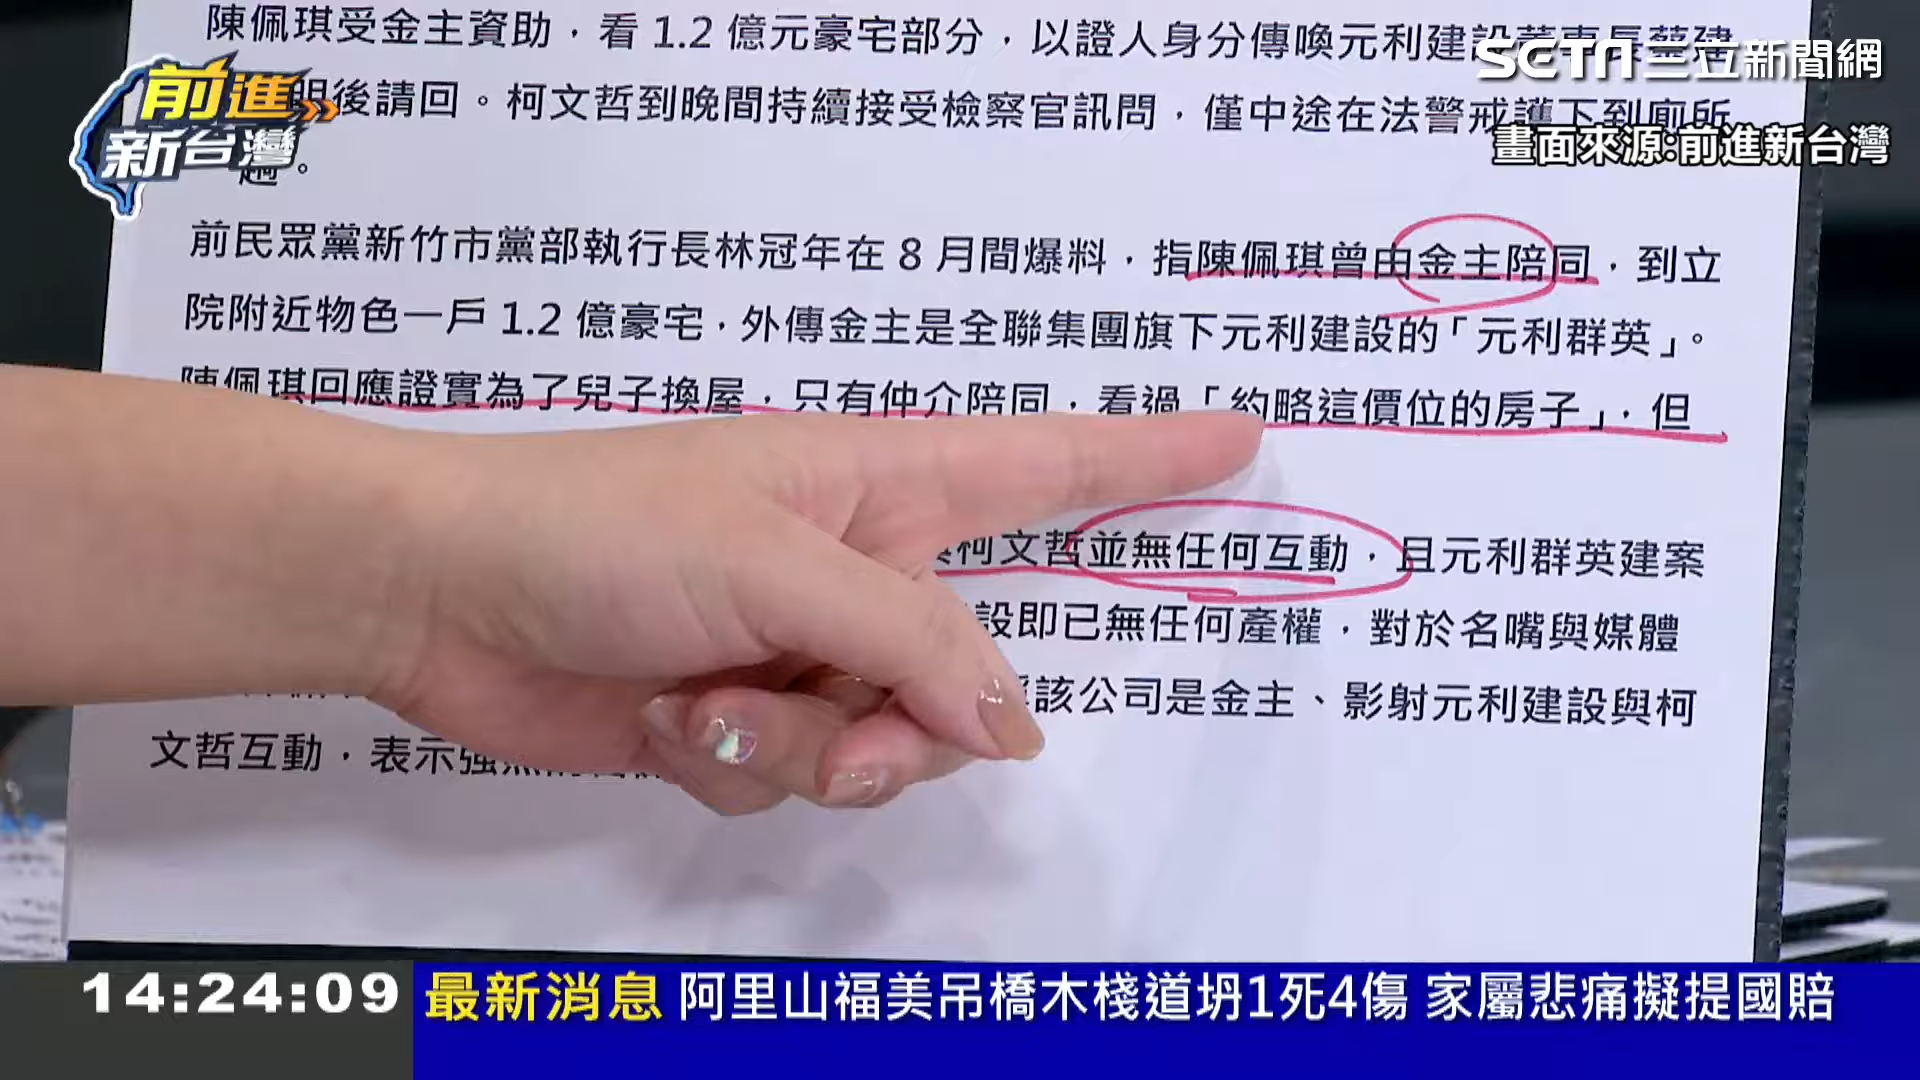 陳佩琪受金主資助，看 1.2 億元豪宅部分，以證人身分傳喚元利建設
SETN三立新聞網
前進
新台灣
明後請回。柯文哲到晚間持續接受檢察官訊問，僅中途在法警戒護下到廁所
畫面來源:前進新台灣
趟。
前民眾黨新竹市黨部執行長林冠年在 8 月間爆料，指陳佩琪曾由金主陪同，到立
院附近物色一戶 1.2 億豪宅，外傳金主是全聯集團旗下元利建設的「元利群英」。
陳佩琪回應證實為了兒子換屋，只有仲介陪同，看過「約略這價位的房子」，但
柯文哲並無任何互動，且元利群英建案
設即已無任何產權，對於名嘴與媒體
該公司是金主、影射元利建設與柯
文哲互動，表示強
14:24:09
最新消息 阿里山福美吊橋木棧道坍1死4傷 家屬悲痛擬提國賠